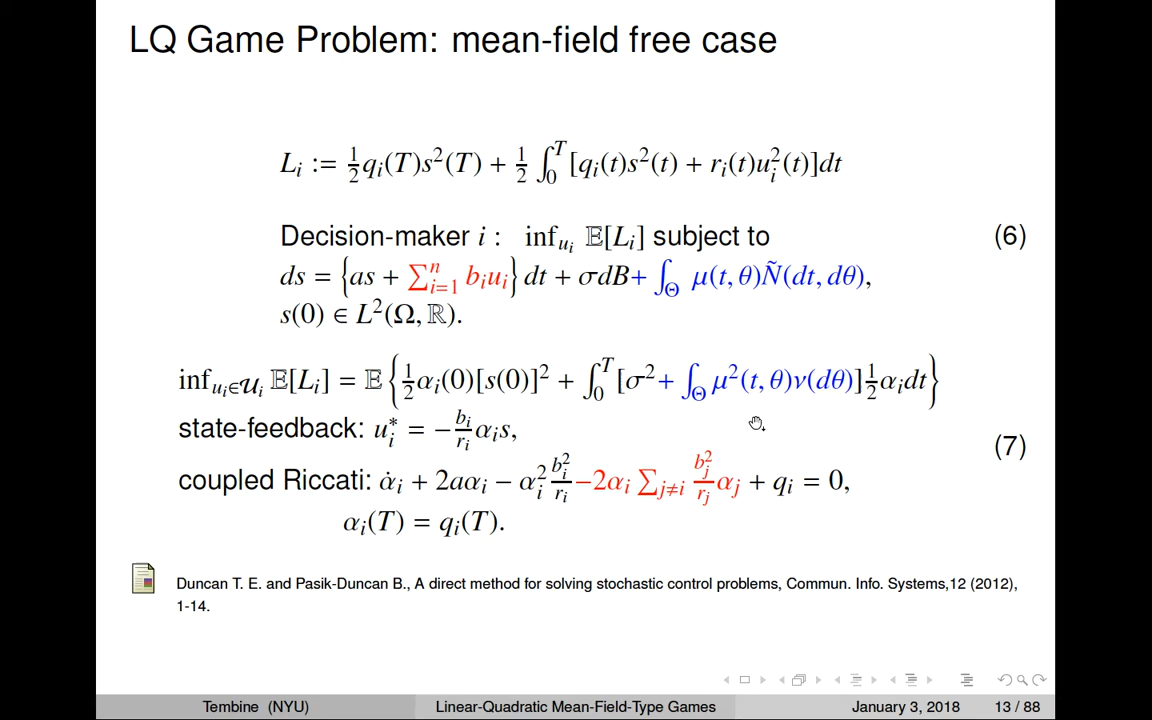 LQ Game Problem: mean-field free case
L_i := ½q_i(T)s²(T) + ½ ∫_0^T [q_i(t)s²(t) + r_i(t)u_i²(t)]dt
Decision-maker i : inf_{u_i} 𝔼[L_i] subject to (6)
ds = {as + ∑_{i=1}^n b_iu_i} dt + σdB + ∫_Θ μ(t, θ)Ñ(dt, dθ),
s(0) ∈ L²(Ω, ℝ).
inf_{u_i∈𝒰_i} 𝔼[L_i] = 𝔼 {½α_i(0)[s(0)]² + ∫_0^T [σ² + ∫_Θ μ²(t, θ)ν(dθ)]½α_i dt}
state-feedback: u_i^* = −\frac{b_i}{r_i}α_is,
(7)
coupled Riccati: α̇_i + 2aα_i − α_i²\frac{b_i²}{r_i} −2α_i ∑_{j≠i} \frac{b_j²}{r_j}α_j + q_i = 0,
α_i(T) = q_i(T).
Duncan T. E. and Pasik-Duncan B., A direct method for solving stochastic control problems, Commun. Info. Systems,12 (2012),
1-14.
Tembine (NYU) Linear-Quadratic Mean-Field-Type Games January 3, 2018 13 / 88